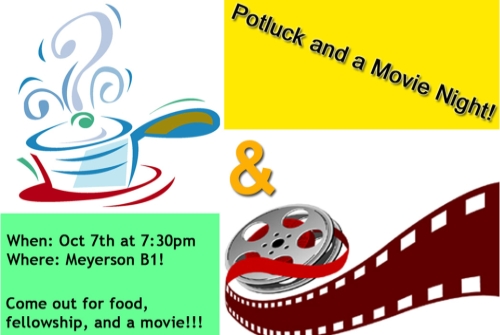 Potluck and a Movie Night!
&
When: Oct 7th at 7:30pm
Where: Meyerson B1!
Come out for food,
fellowship, and a movie!!!